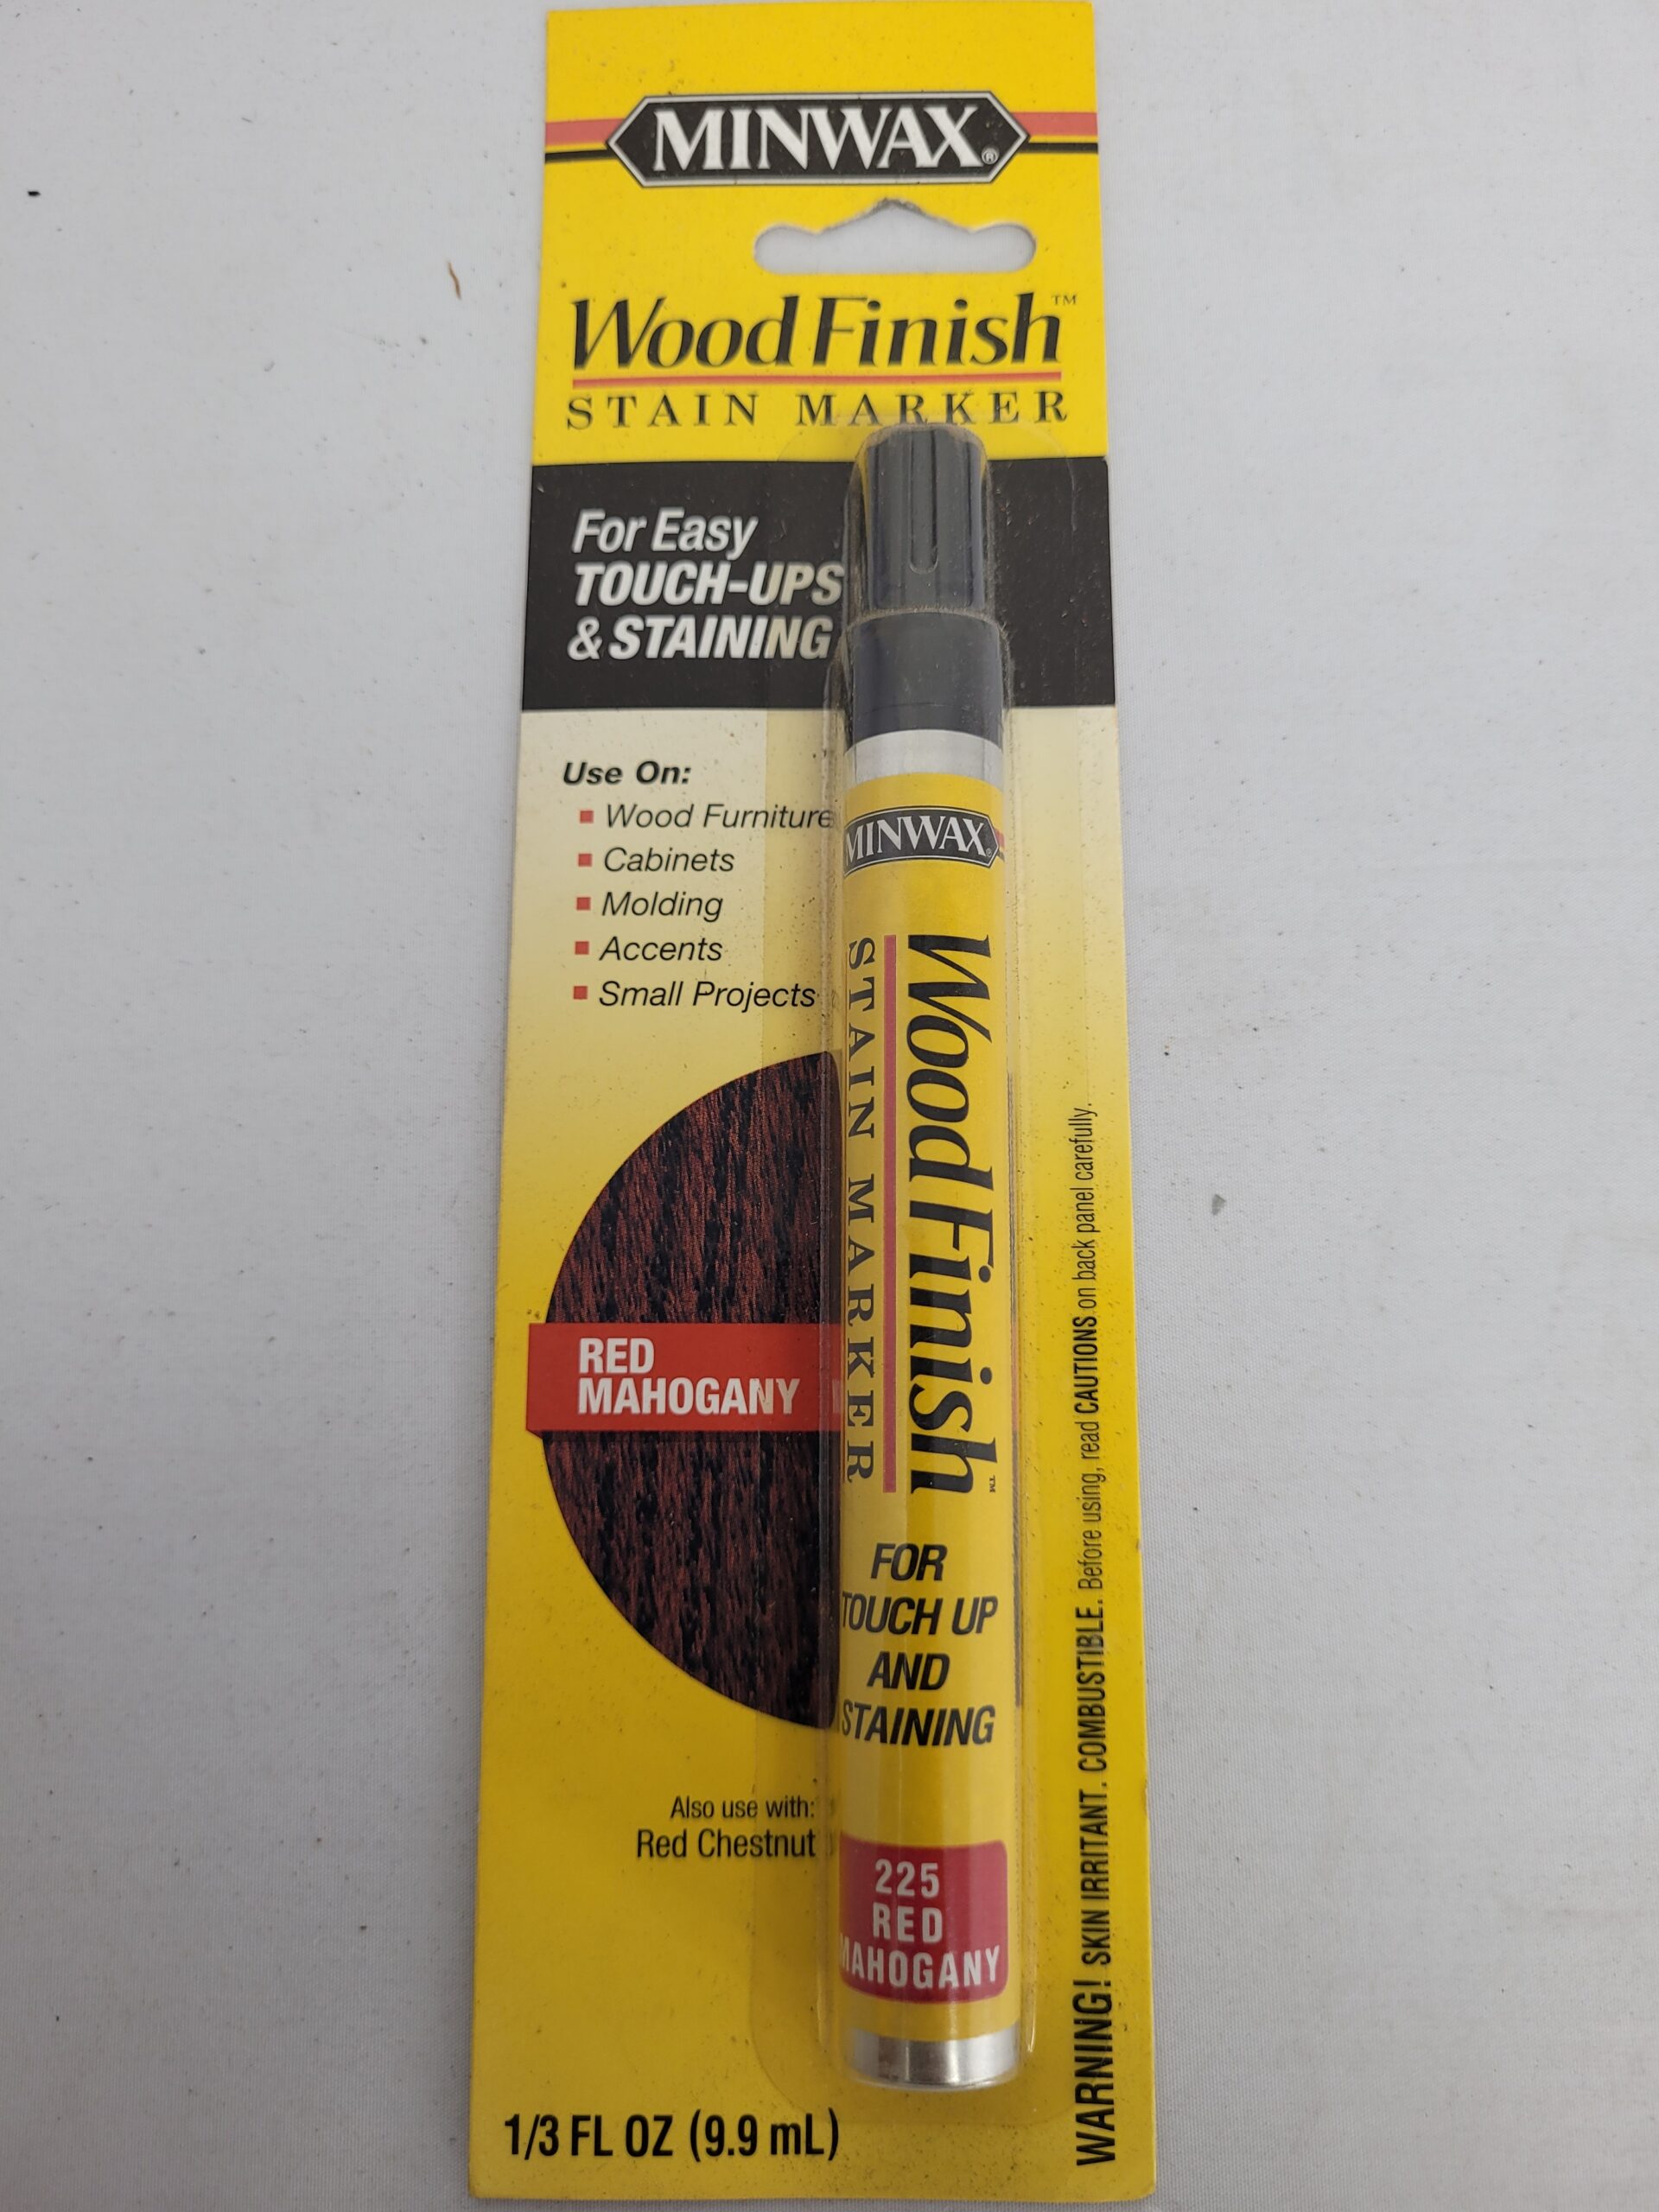 MINWAX®
Wood Finish™
STAIN MARKER
For Easy
TOUCH-UPS
& STAINING
Use On:
▪ Wood Furniture
▪ Cabinets
▪ Molding
▪ Accents
▪ Small Projects
RED
MAHOGANY
Also use with:
Red Chestnut
1/3 FL OZ (9.9 mL)
MINWAX®
Wood Finish™
STAIN MARKER
FOR
TOUCH UP
AND
STAINING
225
RED
MAHOGANY
WARNING! SKIN IRRITANT. COMBUSTIBLE. Before using, read CAUTIONS on back panel carefully.